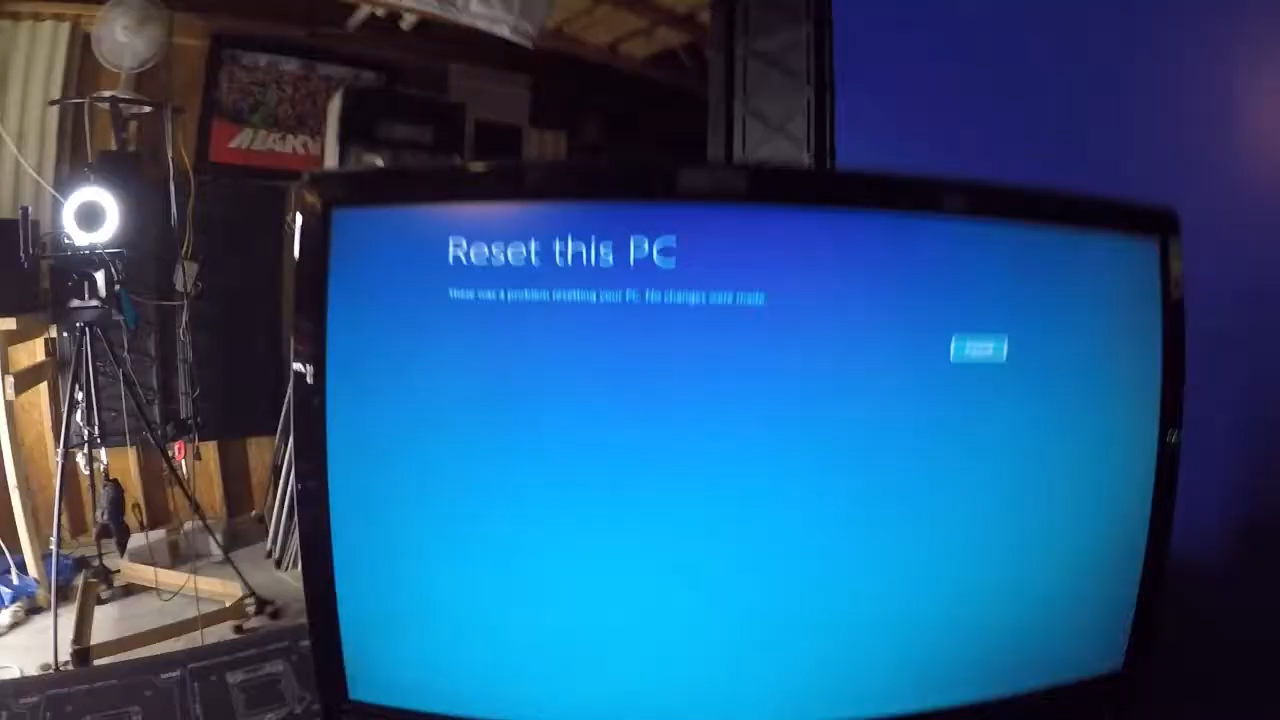 Reset this PC
There was a problem resetting your PC. No changes were made.